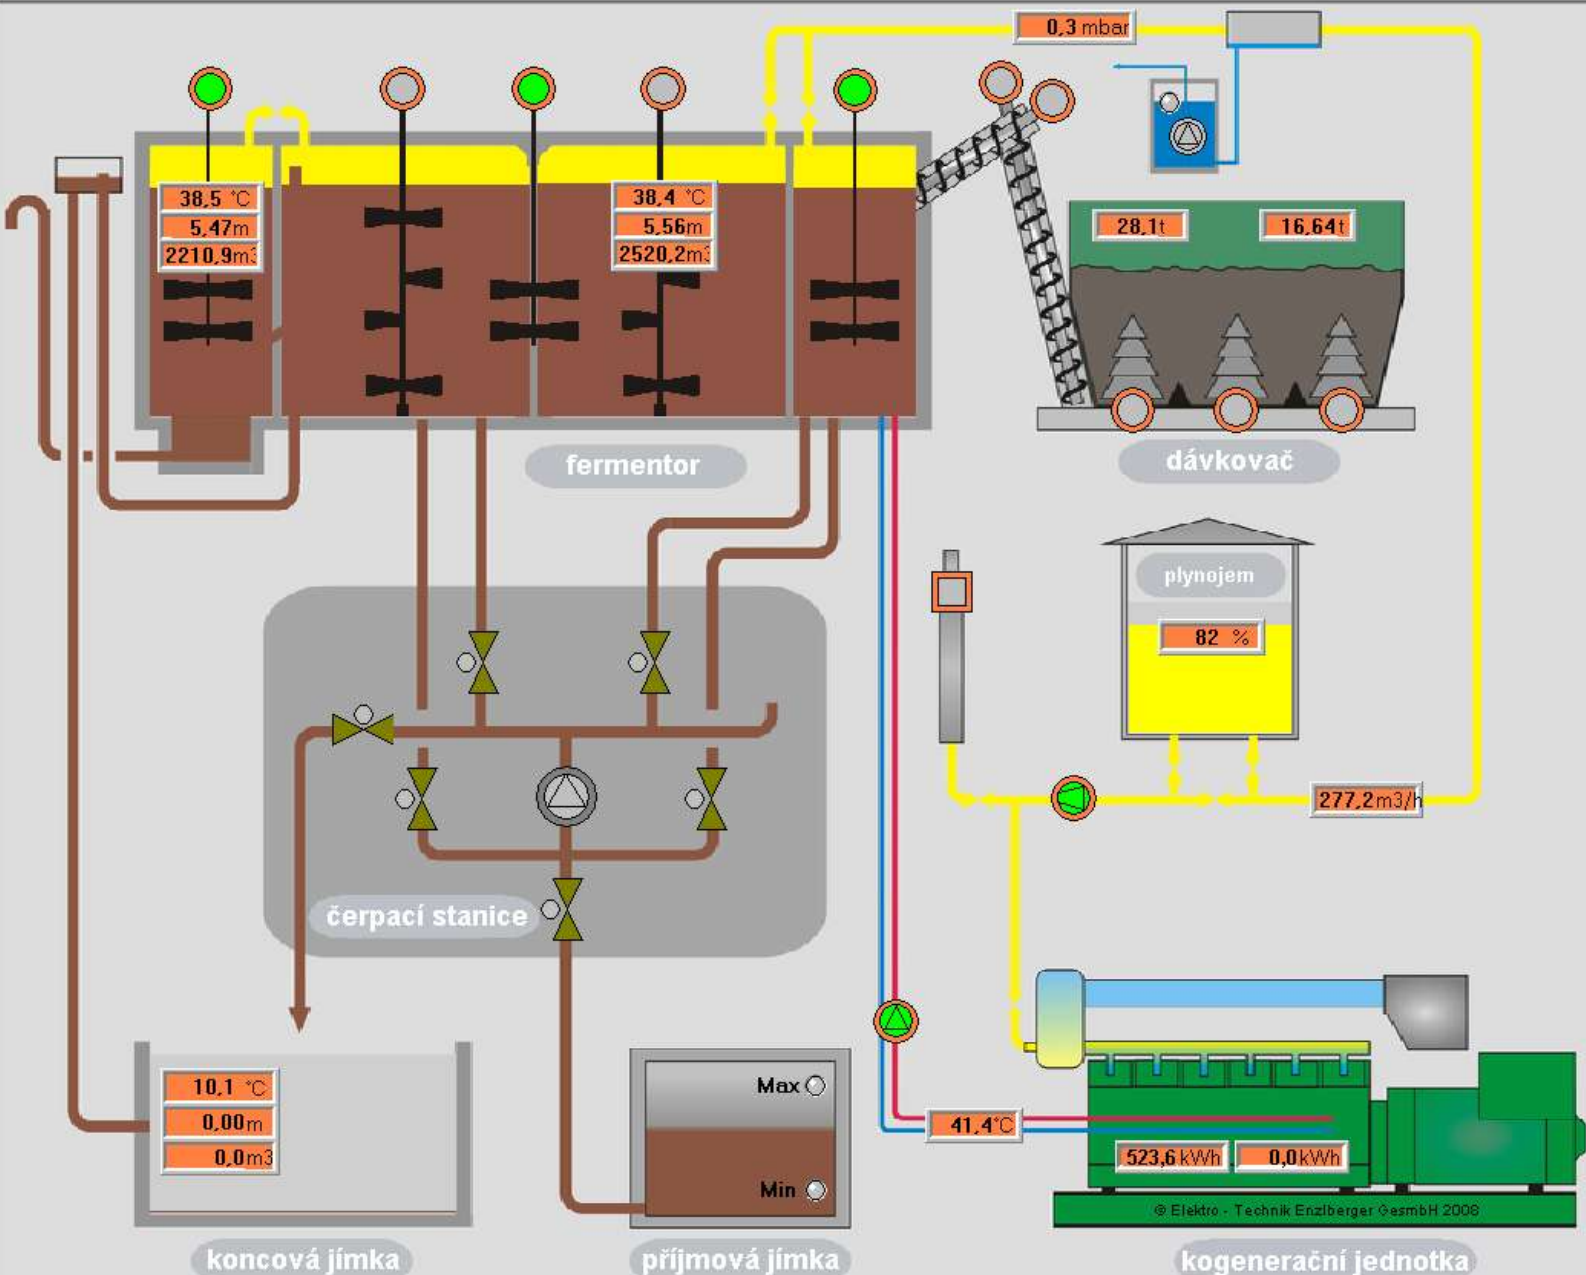 0,3 mbar
38,5 °C
5,47m
2210,9m3
38,4 °C
5,56m
2520,2m3
28,1t
16,64t
fermentor
dávkovač
plynojem
82 %
277,2m3/h
čerpací stanice
10,1 °C
0,00m
0,0m3
Max
Min
41,4°C
523,6 kWh
0,0kWh
© Elektro - Technik Enzlberger GesmbH 2008
koncová jímka
příjmová jímka
kogenerační jednotka